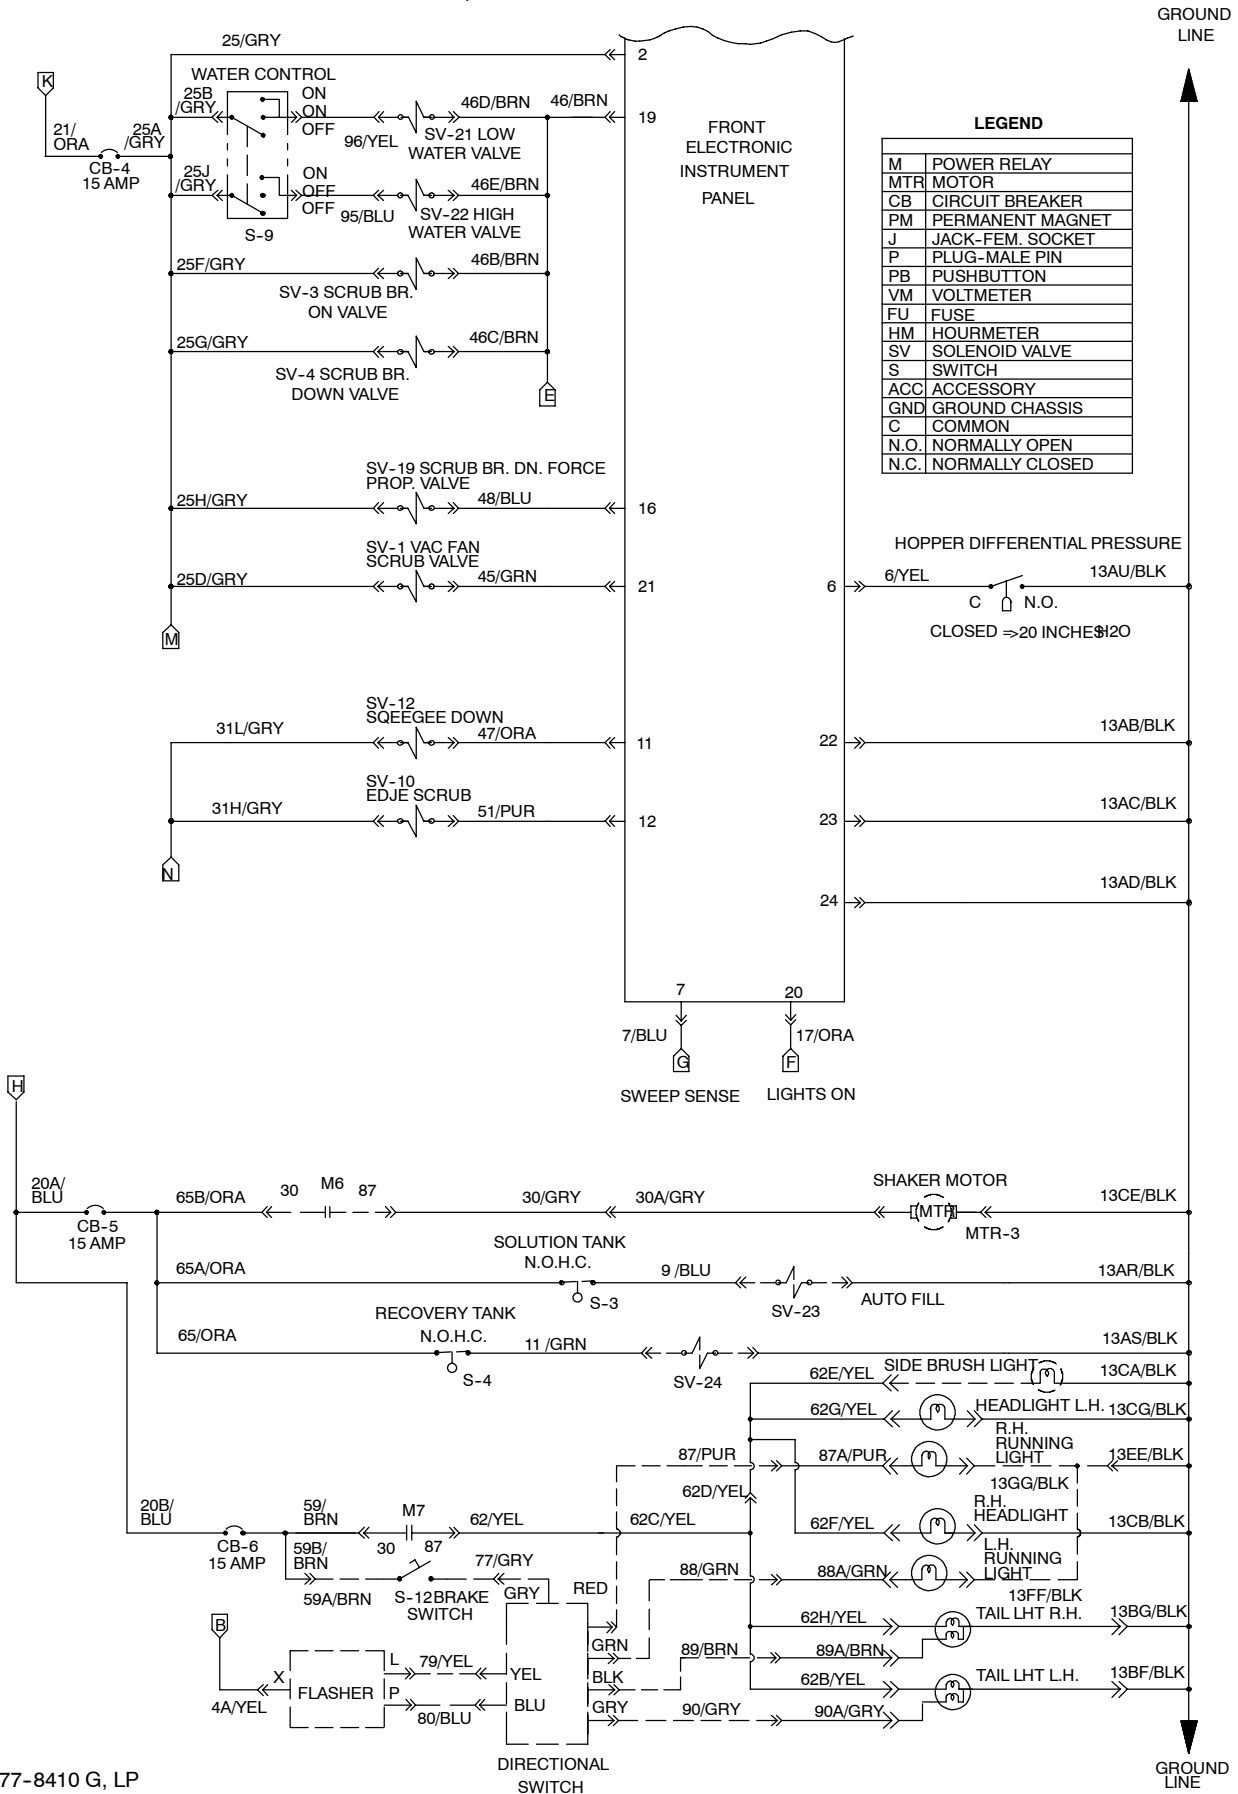 GROUND
LINE
25/GRY
2
K
WATER CONTROL
25B
/GRY
ON
ON
OFF
46D/BRN
46/BRN
19
21/
ORA
25A
/GRY
CB-4
15 AMP
96/YEL
SV-21 LOW
WATER VALVE
FRONT
ELECTRONIC
INSTRUMENT
PANEL
25J
/GRY
ON
OFF
OFF
46E/BRN
95/BLU
SV-22 HIGH
WATER VALVE
S-9
25F/GRY
46B/BRN
SV-3 SCRUB BR.
ON VALVE
25G/GRY
46C/BRN
SV-4 SCRUB BR.
DOWN VALVE
E
LEGEND
M POWER RELAY
MTR MOTOR
CB CIRCUIT BREAKER
PM PERMANENT MAGNET
J JACK-FEM. SOCKET
P PLUG-MALE PIN
PB PUSHBUTTON
VM VOLTMETER
FU FUSE
HM HOURMETER
SV SOLENOID VALVE
S SWITCH
ACC ACCESSORY
GND GROUND CHASSIS
C COMMON
N.O. NORMALLY OPEN
N.C. NORMALLY CLOSED
SV-19 SCRUB BR. DN. FORCE
PROP. VALVE
25H/GRY
48/BLU
16
SV-1 VAC FAN
SCRUB VALVE
25D/GRY
45/GRN
21
M
HOPPER DIFFERENTIAL PRESSURE
6
6/YEL
13AU/BLK
C
N.O.
CLOSED =>20 INCHES H2O
SV-12
SQEEGEE DOWN
31L/GRY
47/ORA
11
22
13AB/BLK
SV-10
EDJE SCRUB
31H/GRY
51/PUR
12
23
13AC/BLK
N
24
13AD/BLK
7
20
7/BLU
17/ORA
G
F
SWEEP SENSE
LIGHTS ON
H
20A/
BLU
CB-5
15 AMP
65B/ORA
30
M6
87
30/GRY
30A/GRY
SHAKER MOTOR
MTR
MTR-3
13CE/BLK
65A/ORA
SOLUTION TANK
N.O.H.C.
S-3
9 /BLU
SV-23
AUTO FILL
13AR/BLK
65/ORA
RECOVERY TANK
N.O.H.C.
S-4
11 /GRN
SV-24
13AS/BLK
62E/YEL
SIDE BRUSH LIGHT
13CA/BLK
62G/YEL
HEADLIGHT L.H.
13CG/BLK
87/PUR
87A/PUR
R.H.
RUNNING
LIGHT
13EE/BLK
13GG/BLK
62D/YEL
20B/
BLU
CB-6
15 AMP
59/
BRN
M7
30
87
62/YEL
62C/YEL
62F/YEL
R.H.
HEADLIGHT
13CB/BLK
59B/
BRN
59A/BRN
S-12BRAKE
SWITCH
77/GRY
GRY
RED
88/GRN
88A/GRN
L.H.
RUNNING
LIGHT
13FF/BLK
B
X
4A/YEL
FLASHER
L
P
79/YEL
80/BLU
YEL
BLU
GRN
BLK
GRY
62H/YEL
TAIL LHT R.H.
13BG/BLK
89/BRN
89A/BRN
62B/YEL
TAIL LHT L.H.
13BF/BLK
90/GRY
90A/GRY
DIRECTIONAL
SWITCH
GROUND
LINE
77-8410 G, LP